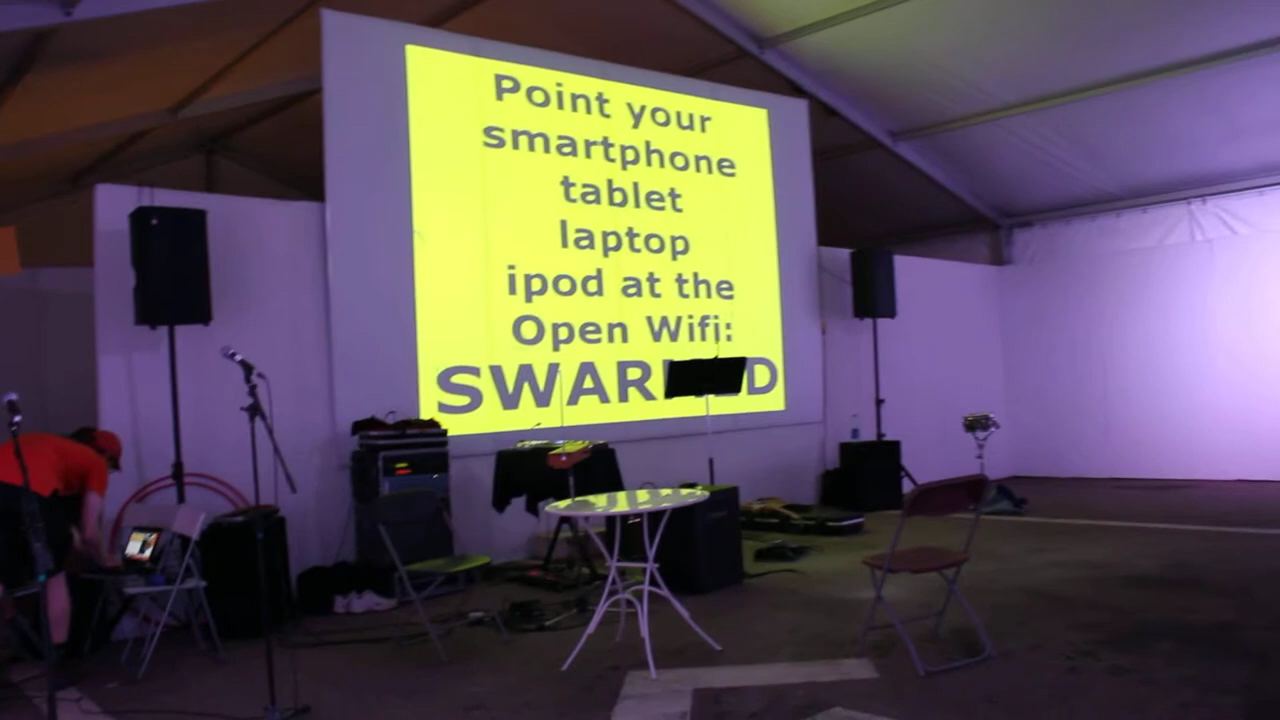 Point your
smartphone
tablet
laptop
ipod at the
Open Wifi: